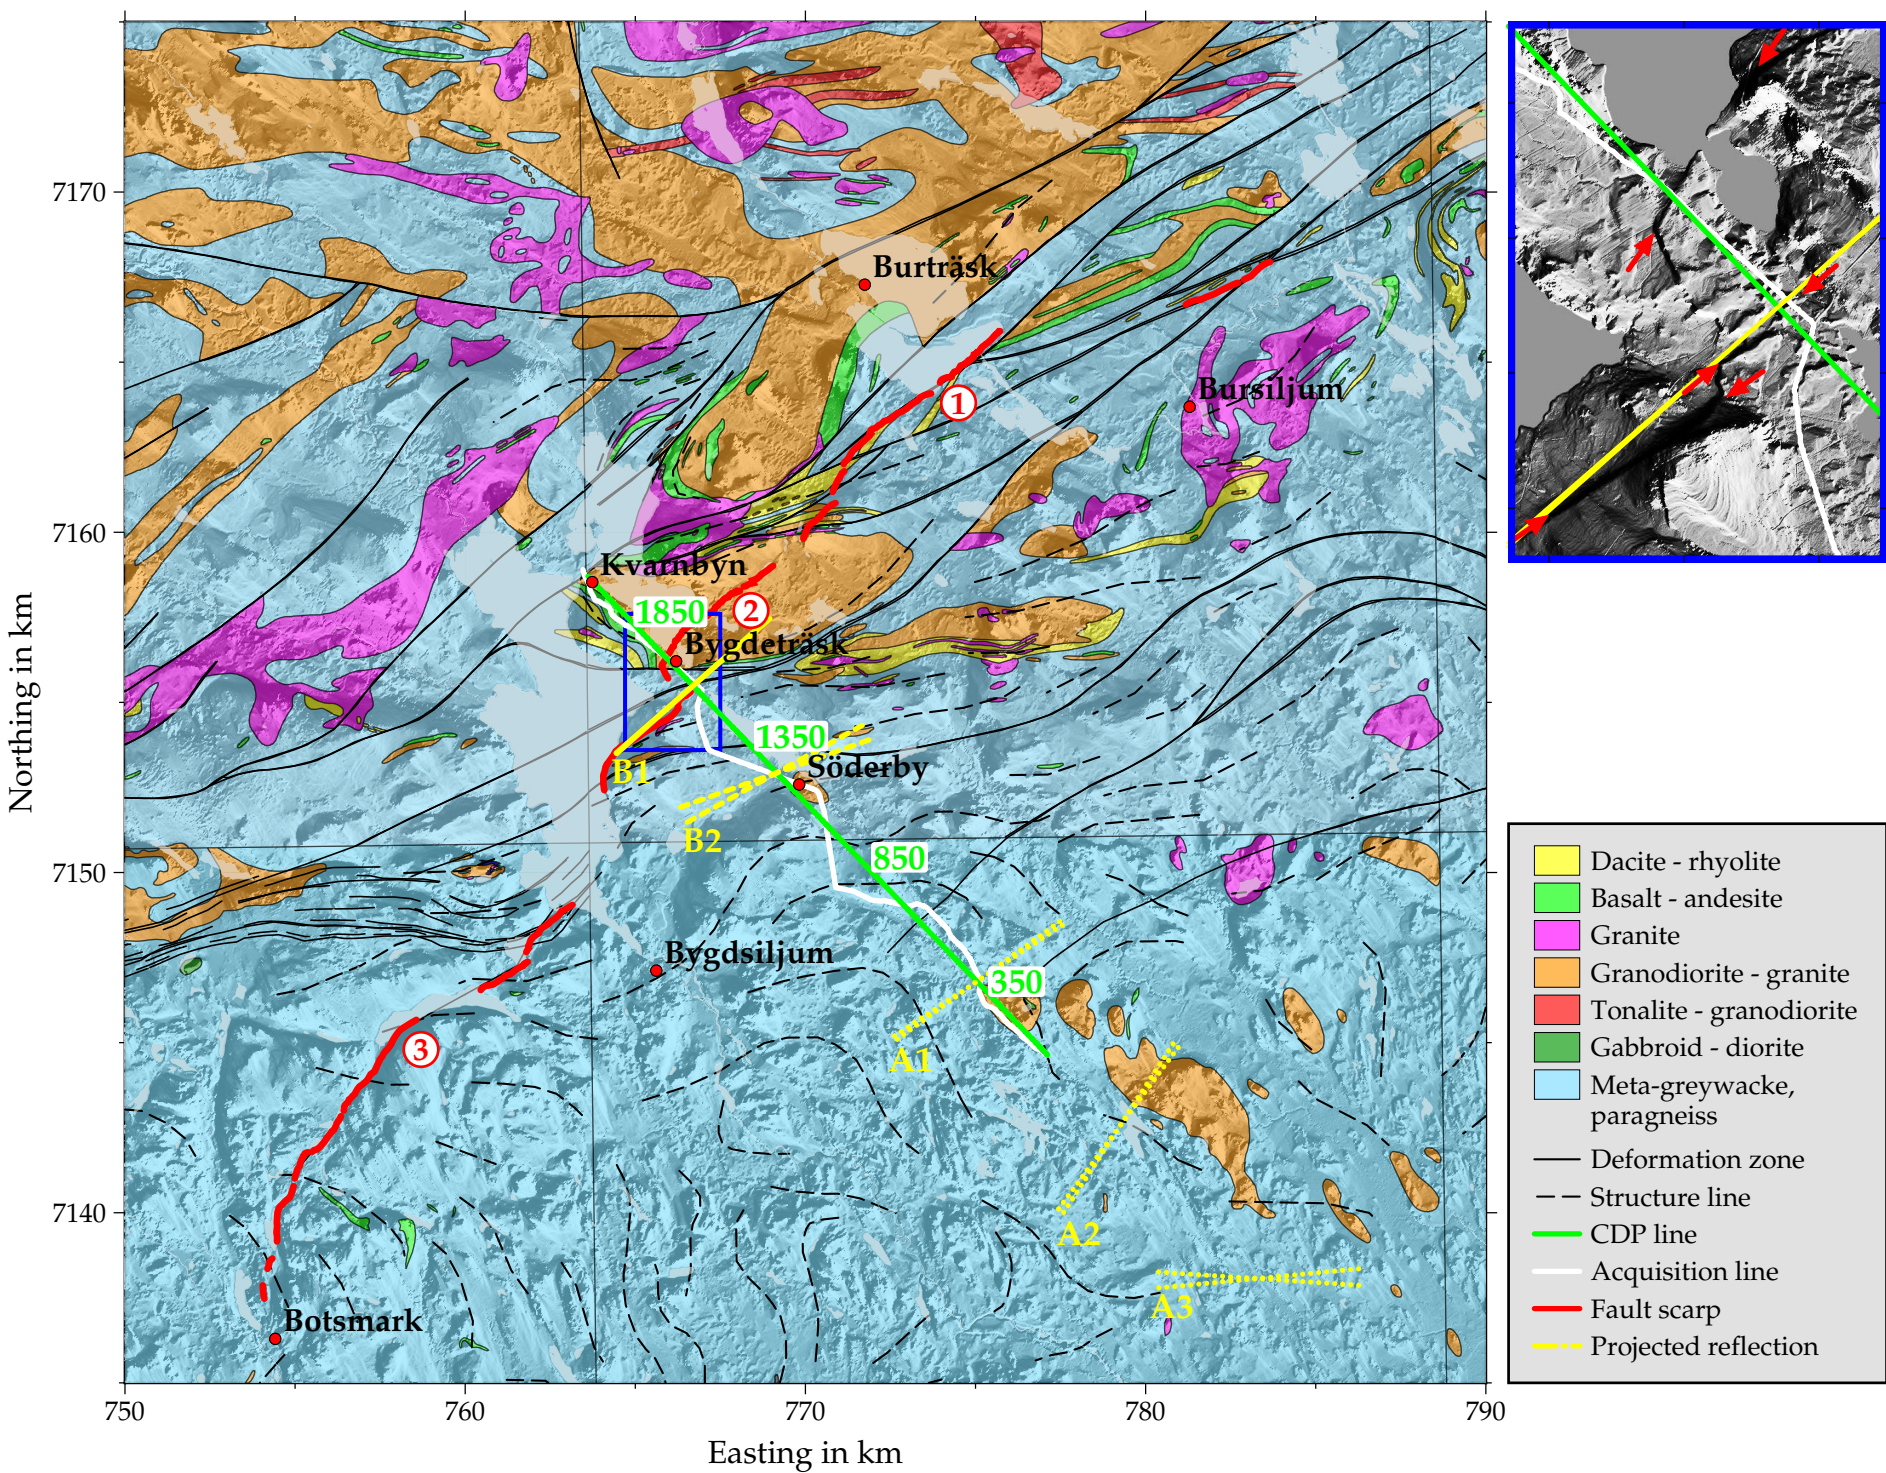 Burträsk
1
Bursiljum
Kvarnbyn
1850
2
Bygdeträsk
1350
B1
Söderby
B2
850
Bygdsiljum
350
3
A1
A2
A3
Botsmark
7170
7160
7150
7140
Northing in km
750
760
770
780
790
Easting in km
Dacite - rhyolite
Basalt - andesite
Granite
Granodiorite - granite
Tonalite - granodiorite
Gabbroid - diorite
Meta-greywacke,
paragneiss
Deformation zone
Structure line
CDP line
Acquisition line
Fault scarp
Projected reflection